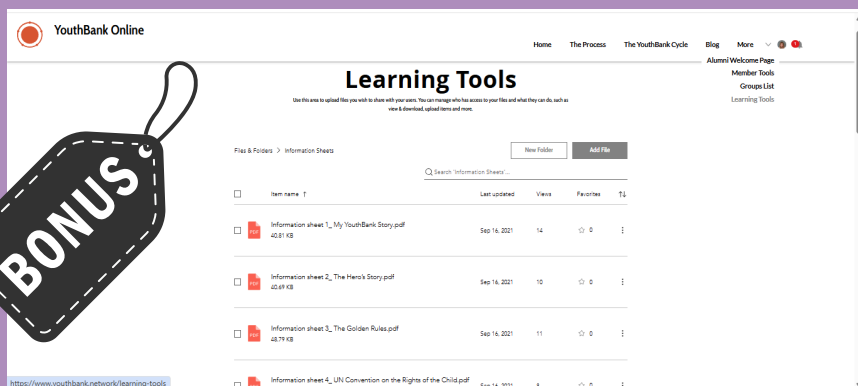 YouthBank Online
Home The Process The YouthBank Cycle Blog More
Alumni Welcome Page
Member Tools
Groups List
Learning Tools
Learning Tools
Use this area to upload files you wish to share with your users. You can manage who has access to your files and what they can do, such as
view & download, upload items and more.
BONUS
Files & Folders > Information Sheets
New Folder Add File
Search "Information Sheets"...
Item name ↑ Last updated Views Favorites
PDF Information sheet 1_ My YouthBank Story.pdf Sep 16, 2021 14 0
40.81 KB
PDF Information sheet 2_ The Hero's Story.pdf Sep 16, 2021 10 0
40.69 KB
PDF Information sheet 3_ The Golden Rules.pdf Sep 16, 2021 11 0
48.79 KB
Information sheet 4_ UN Convention on the Rights of the Child.pdf
https://www.youthbank.network/learning-tools